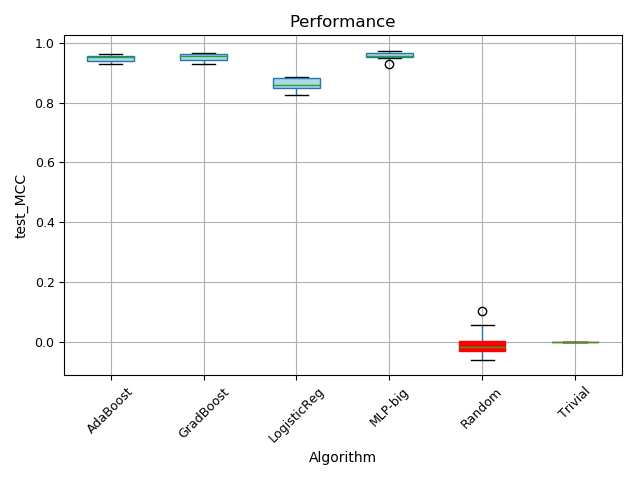 Performance
1.0
0.8
0.6
0.4
0.2
0.0
test_MCC
AdaBoost
GradBoost
LogisticReg
MLP-big
Random
Trivial
Algorithm